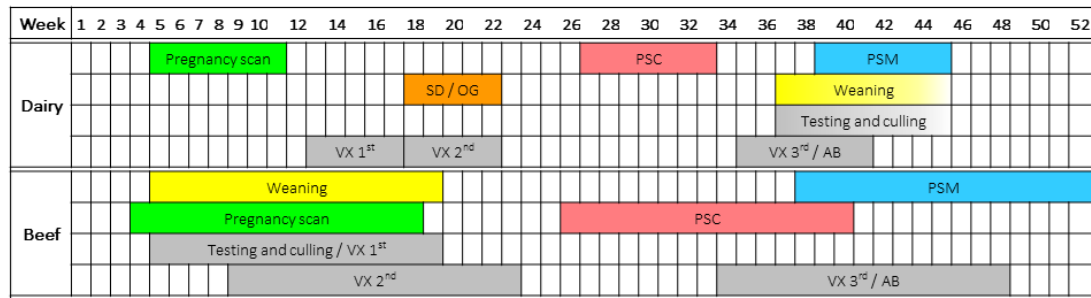 Week 1 2 3 4 5 6 7 8 9 10 12 14 16 18 20 22 24 26 28 30 32 34 36 38 40 42 44 46 48 50 52
Pregnancy scan PSC PSM
SD / OG Weaning
Dairy
Testing and culling
VX 1st VX 2nd VX 3rd / AB
Weaning PSM
Pregnancy scan PSC
Beef
Testing and culling / VX 1st
VX 2nd VX 3rd / AB